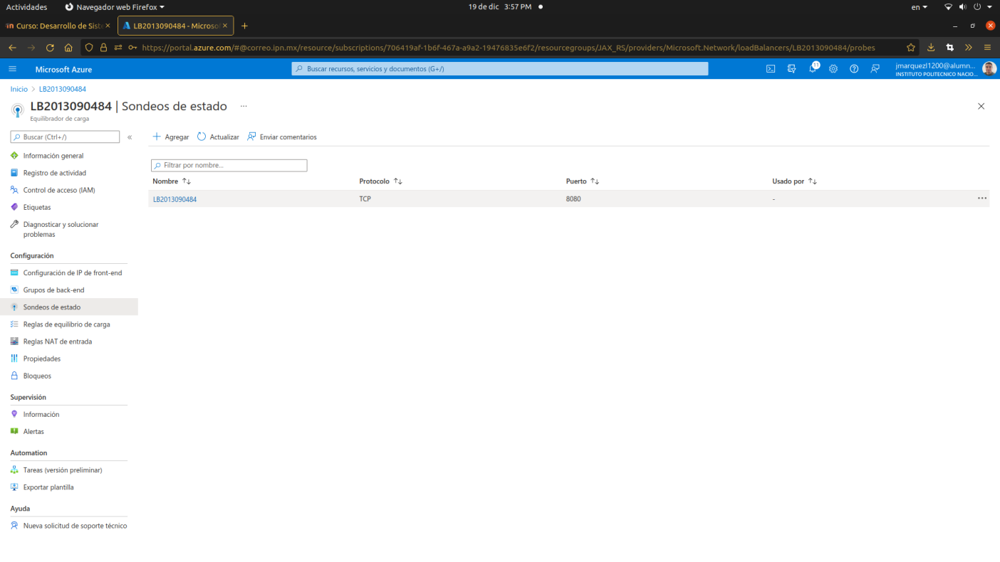 Actividades
Navegador web Firefox
19 de dic 3:57 PM
en
Curso: Desarrollo de Siste
LB2013090484 - Microsof
https://portal.azure.com/#@correo.ipn.mx/resource/subscriptions/706419af-1b6f-467a-a9a2-19476835e6f2/resourcegroups/JAX_RS/providers/Microsoft.Network/loadBalancers/LB2013090484/probes
Microsoft Azure
Buscar recursos, servicios y documentos (G+/)
11
jmarquezl1200@alumn...
INSTITUTO POLITECNICO NACIO...
Inicio > LB2013090484
LB2013090484 | Sondeos de estado ...
Equilibrador de carga
Buscar (Ctrl+/)
«
Agregar
Actualizar
Enviar comentarios
Información general
Registro de actividad
Control de acceso (IAM)
Etiquetas
Diagnosticar y solucionar
problemas
Configuración
Configuración de IP de front-end
Grupos de back-end
Sondeos de estado
Reglas de equilibrio de carga
Reglas NAT de entrada
Propiedades
Bloqueos
Supervisión
Información
Alertas
Automation
Tareas (versión preliminar)
Exportar plantilla
Ayuda
Nueva solicitud de soporte técnico
Filtrar por nombre...
Nombre ↑↓ Protocolo ↑↓ Puerto ↑↓ Usado por ↑↓
LB2013090484 TCP 8080 - ...